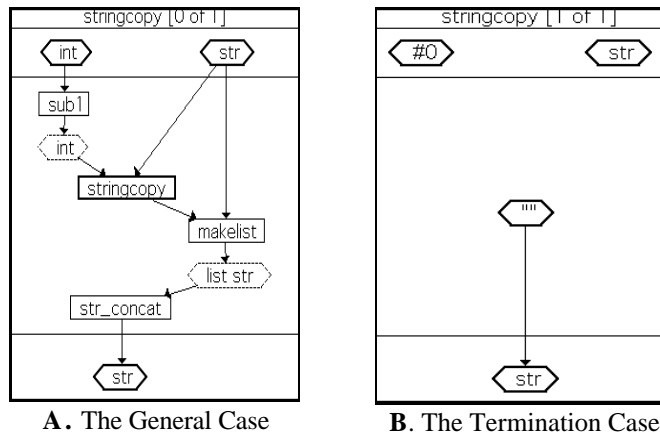 stringcopy [0 of 1]
int
str
sub1
int
stringcopy
makelist
list str
str_concat
str
A. The General Case
stringcopy [1 of 1]
#0
str
""
str
B. The Termination Case